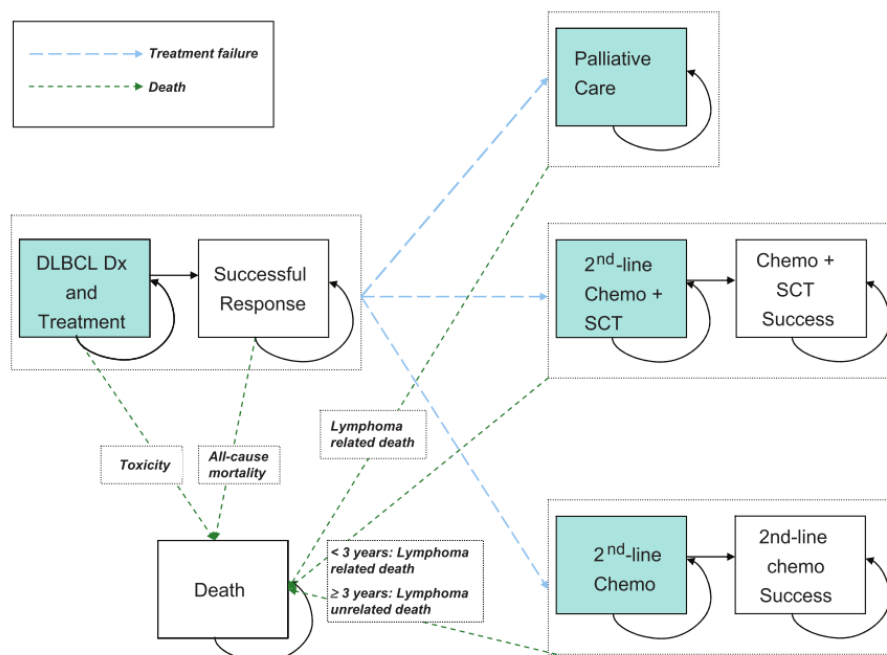 Treatment failure
Death
Palliative
Care
DLBCL Dx
and
Treatment
Successful
Response
2nd-line
Chemo +
SCT
Chemo +
SCT
Success
Lymphoma
related death
Toxicity
All-cause
mortality
Death
< 3 years: Lymphoma
related death
≥ 3 years: Lymphoma
unrelated death
2nd-line
Chemo
2nd-line
chemo
Success